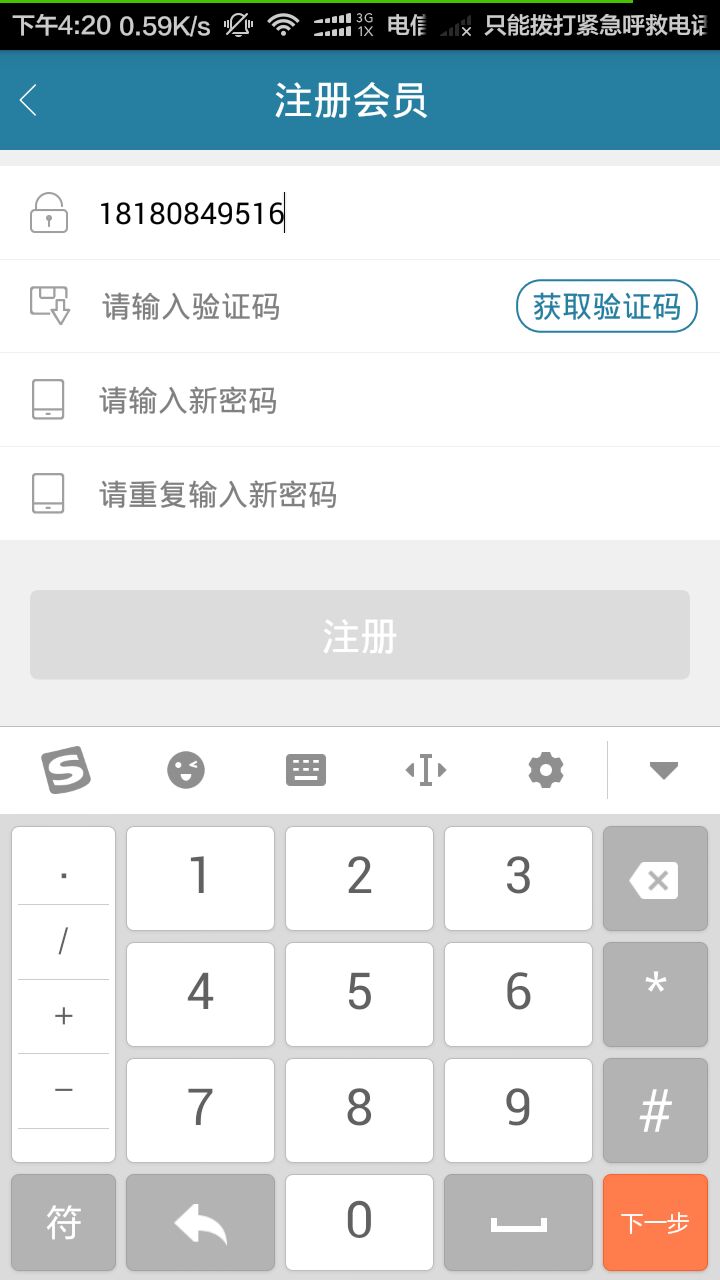 下午4:20 0.59K/s 3G 1X 电信 只能拨打紧急呼救电话
注册会员
18180849516
请输入验证码 获取验证码
请输入新密码
请重复输入新密码
注册
. 1 2 3
/ 4 5 6 *
+
− 7 8 9 #
符 0 下一步